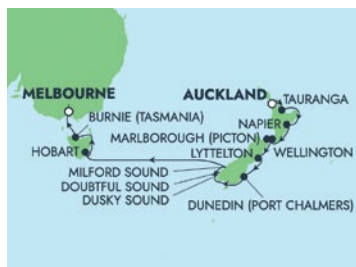 MELBOURNE
AUCKLAND
TAURANGA
BURNIE (TASMANIA)
NAPIER
MARLBOROUGH (PICTON)
HOBART
LYTTELTON
WELLINGTON
MILFORD SOUND
DOUBTFUL SOUND
DUSKY SOUND
DUNEDIN (PORT CHALMERS)